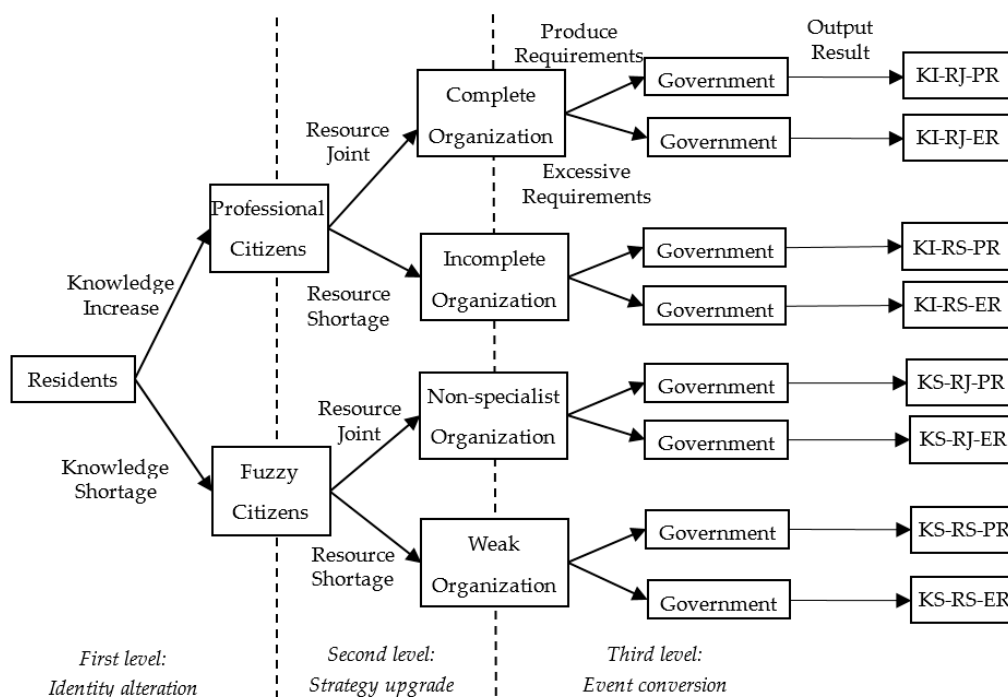 Produce
Requirements
Output
Result
Government
KI-RJ-PR
Complete
Organization
Resource
Joint
Government
KI-RJ-ER
Excessive
Requirements
Professional
Citizens
Government
KI-RS-PR
Incomplete
Organization
Knowledge
Increase
Resource
Shortage
Government
KI-RS-ER
Residents
Non-specialist
Organization
Government
KS-RJ-PR
Resource
Joint
Government
KS-RJ-ER
Knowledge
Shortage
Fuzzy
Citizens
Government
KS-RS-PR
Resource
Shortage
Weak
Organization
Government
KS-RS-ER
First level:
Identity alteration
Second level:
Strategy upgrade
Third level:
Event conversion